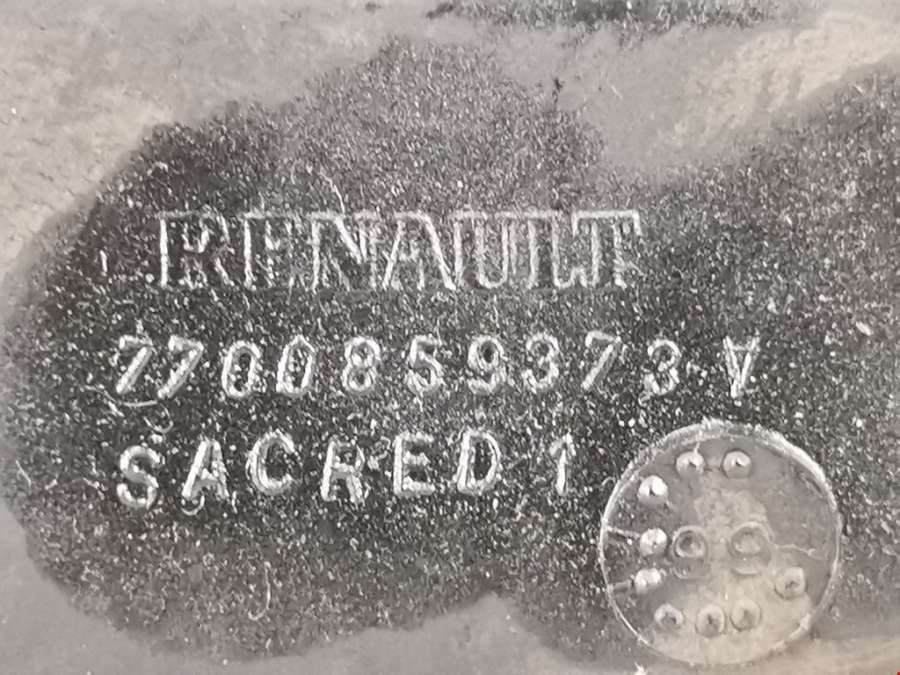 RENAULT
7700859373 A
SACRED 1